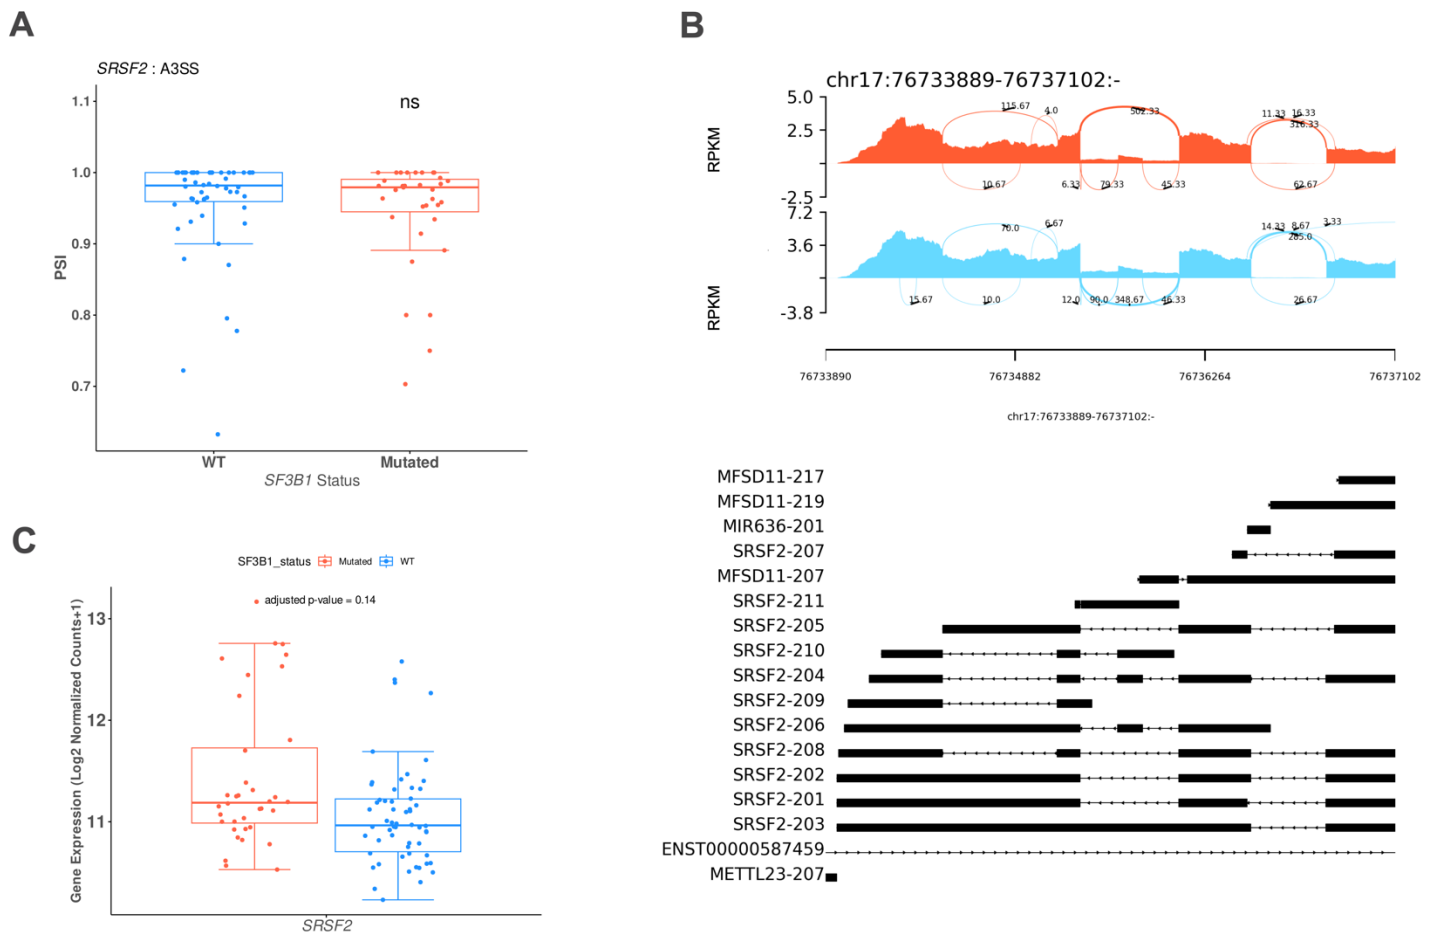 A
SRSF2 : A3SS
1.1
1.0
0.9
0.8
0.7
PSI
ns
WT
Mutated
SF3B1 Status
B
chr17:76733889-76737102:-
5.0
2.5
-2.5
RPKM
115.67
4.0
502.33
11.33
16.33
316.33
10.67
6.33
79.33
45.33
62.67
7.2
3.6
-3.8
RPKM
70.0
6.67
14.33
8.67
285.0
3.33
15.67
10.0
12.0
90.0
348.67
46.33
26.67
76733890
76734882
76736264
76737102
chr17:76733889-76737102:-
MFSD11-217
MFSD11-219
MIR636-201
SRSF2-207
MFSD11-207
SRSF2-211
SRSF2-205
SRSF2-210
SRSF2-204
SRSF2-209
SRSF2-206
SRSF2-208
SRSF2-202
SRSF2-201
SRSF2-203
ENST00000587459
METTL23-207
C
SF3B1_status
Mutated
WT
adjusted p-value = 0.14
13
12
11
Gene Expression (Log2 Normalized Counts+1)
SRSF2